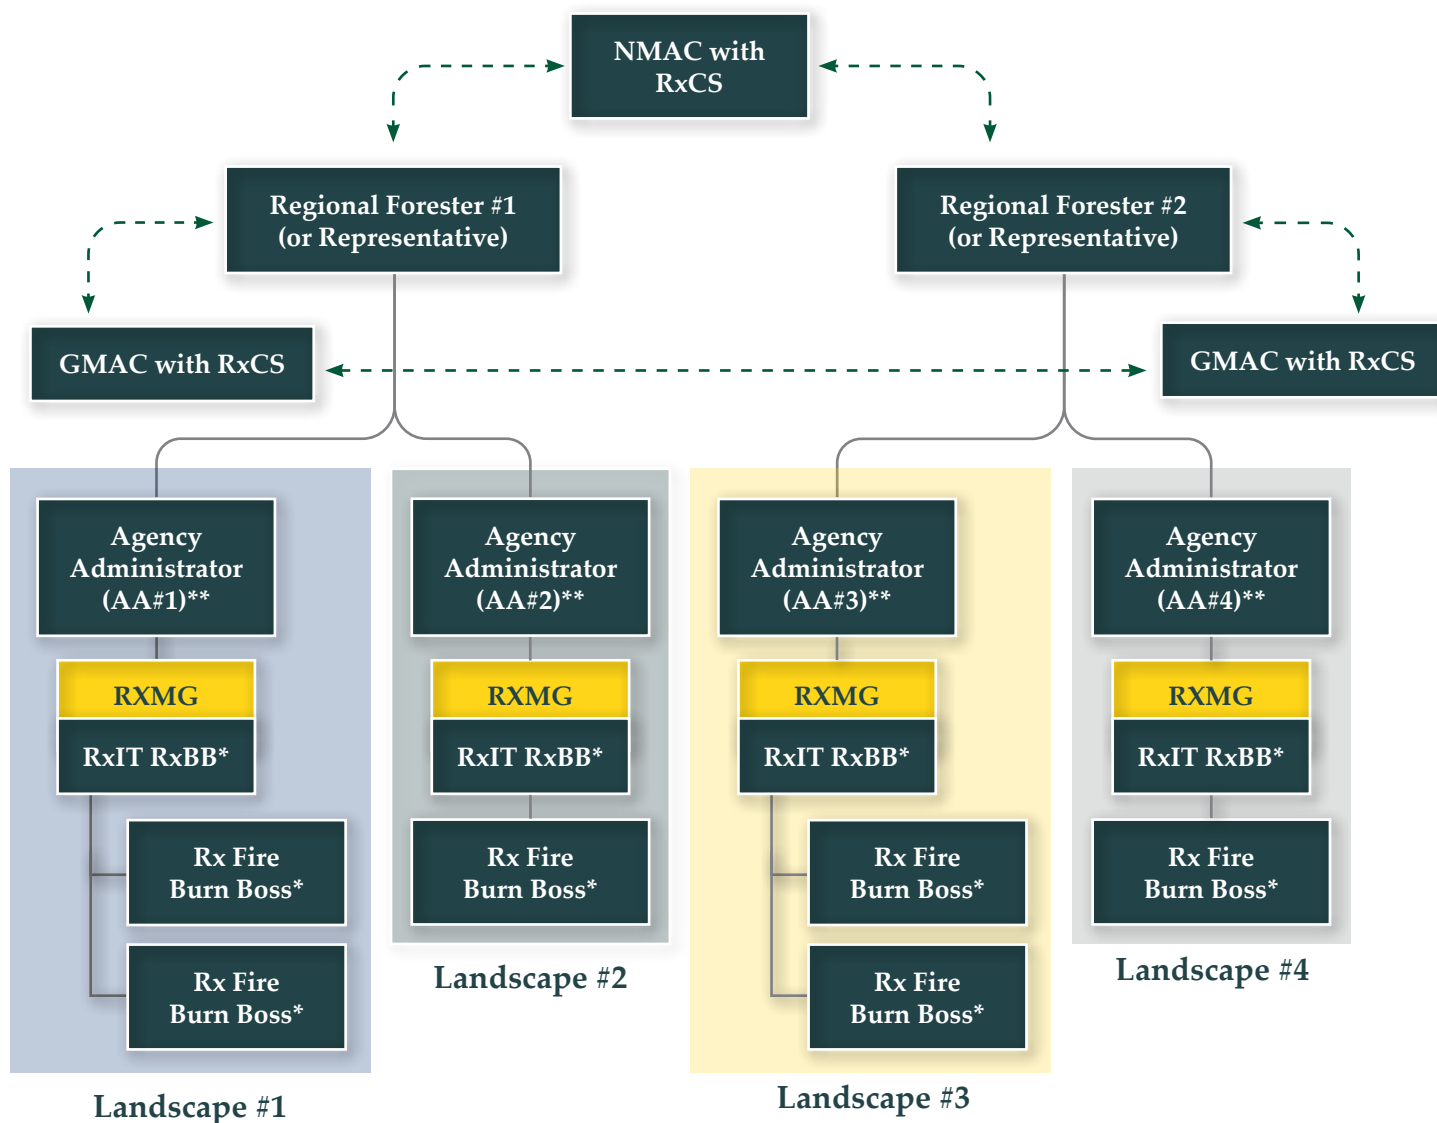 NMAC with
RxCS
Regional Forester #1
(or Representative)
Regional Forester #2
(or Representative)
GMAC with RxCS
GMAC with RxCS
Agency
Administrator
(AA#1)**
RXMG
RxIT RxBB*
Rx Fire
Burn Boss*
Rx Fire
Burn Boss*
Landscape #1
Agency
Administrator
(AA#2)**
RXMG
RxIT RxBB*
Rx Fire
Burn Boss*
Landscape #2
Agency
Administrator
(AA#3)**
RXMG
RxIT RxBB*
Rx Fire
Burn Boss*
Rx Fire
Burn Boss*
Landscape #3
Agency
Administrator
(AA#4)**
RXMG
RxIT RxBB*
Rx Fire
Burn Boss*
Landscape #4